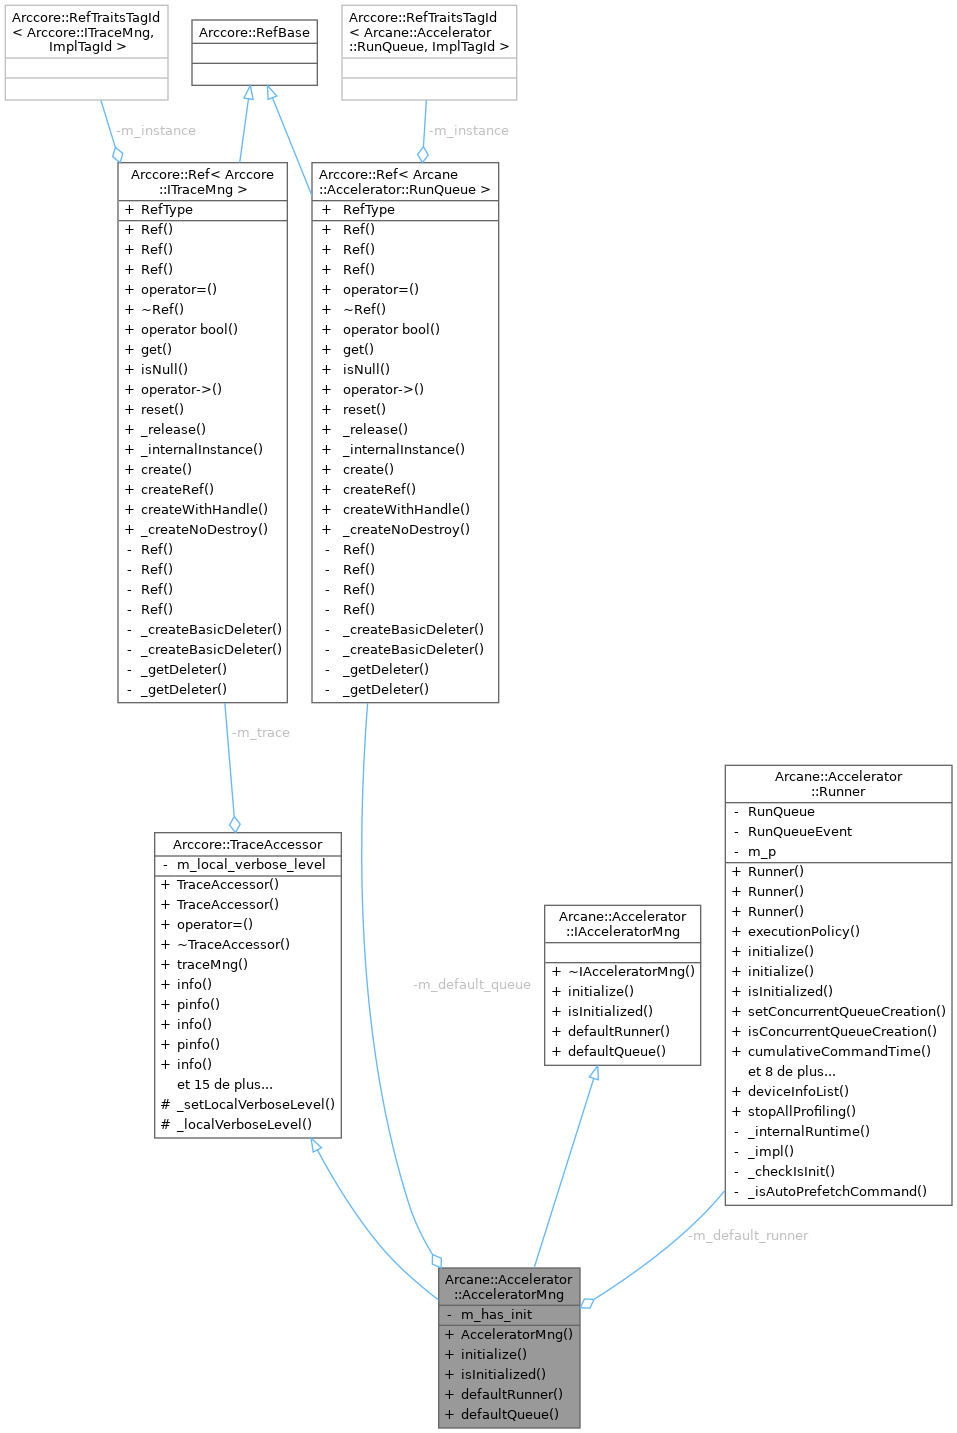 Arccore::RefTraitsTagId
< Arccore::ITraceMng,
ImplTagId >
Arccore::RefBase
Arccore::RefTraitsTagId
< Arcane::Accelerator
::RunQueue, ImplTagId >
-m_instance
-m_instance
Arccore::Ref< Arccore
::ITraceMng >
+ RefType
+ Ref()
+ Ref()
+ Ref()
+ operator=()
+ ~Ref()
+ operator bool()
+ get()
+ isNull()
+ operator->()
+ reset()
+ _release()
+ _internalInstance()
+ create()
+ createRef()
+ createWithHandle()
+ _createNoDestroy()
- Ref()
- Ref()
- Ref()
- Ref()
- _createBasicDeleter()
- _createBasicDeleter()
- _getDeleter()
- _getDeleter()
Arccore::Ref< Arcane
::Accelerator::RunQueue >
+ RefType
+ Ref()
+ Ref()
+ Ref()
+ operator=()
+ ~Ref()
+ operator bool()
+ get()
+ isNull()
+ operator->()
+ reset()
+ _release()
+ _internalInstance()
+ create()
+ createRef()
+ createWithHandle()
+ _createNoDestroy()
- Ref()
- Ref()
- Ref()
- Ref()
- _createBasicDeleter()
- _createBasicDeleter()
- _getDeleter()
- _getDeleter()
-m_trace
Arccore::TraceAccessor
- m_local_verbose_level
+ TraceAccessor()
+ TraceAccessor()
+ operator=()
+ ~TraceAccessor()
+ traceMng()
+ info()
+ pinfo()
+ info()
+ pinfo()
+ info()
et 15 de plus...
# _setLocalVerboseLevel()
# _localVerboseLevel()
-m_default_queue
Arcane::Accelerator
::IAcceleratorMng
+ ~IAcceleratorMng()
+ initialize()
+ isInitialized()
+ defaultRunner()
+ defaultQueue()
Arcane::Accelerator
::Runner
- RunQueue
- RunQueueEvent
- m_p
+ Runner()
+ Runner()
+ Runner()
+ executionPolicy()
+ initialize()
+ initialize()
+ isInitialized()
+ setConcurrentQueueCreation()
+ isConcurrentQueueCreation()
+ cumulativeCommandTime()
et 8 de plus...
+ deviceInfoList()
+ stopAllProfiling()
- _internalRuntime()
- _impl()
- _checkIsInit()
- _isAutoPrefetchCommand()
-m_default_runner
Arcane::Accelerator
::AcceleratorMng
- m_has_init
+ AcceleratorMng()
+ initialize()
+ isInitialized()
+ defaultRunner()
+ defaultQueue()